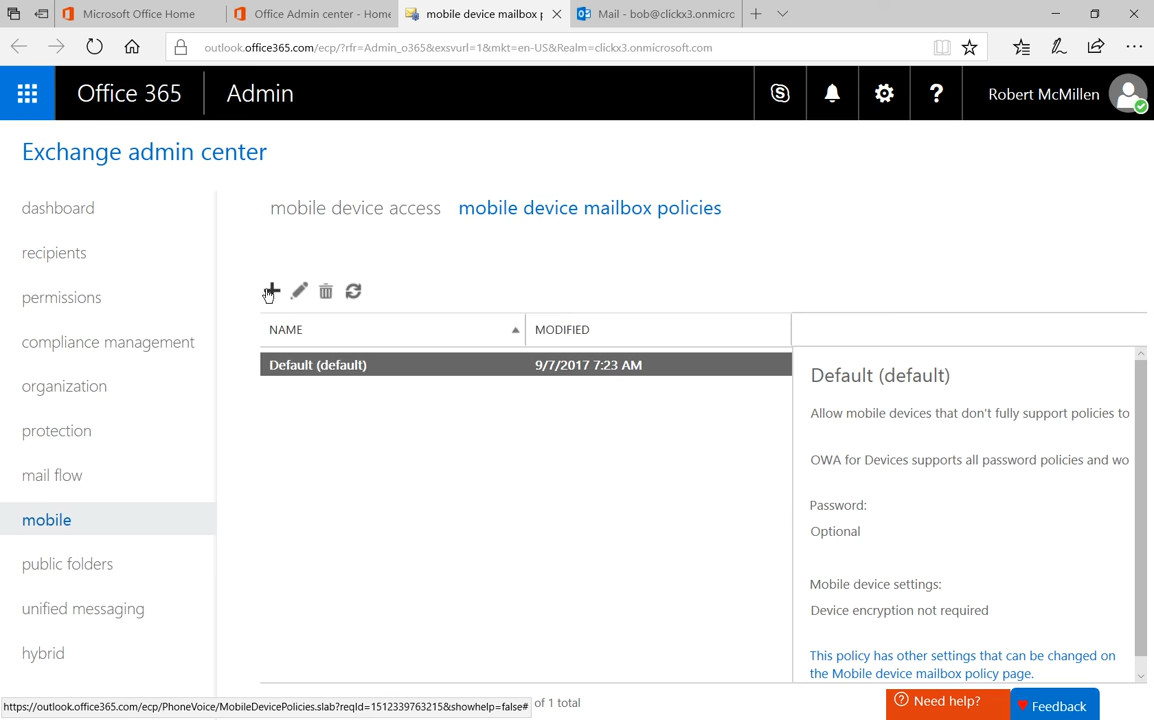 Microsoft Office Home
Office Admin center - Home
mobile device mailbox p
Mail - bob@clickx3.onmicrc
outlook.office365.com/ecp/?rfr=Admin_o365&exsvurl=1&mkt=en-US&Realm=clickx3.onmicrosoft.com
Office 365
Admin
Robert McMillen
Exchange admin center
dashboard
recipients
permissions
compliance management
organization
protection
mail flow
mobile
public folders
unified messaging
hybrid
mobile device access
mobile device mailbox policies
NAME
MODIFIED
Default (default)
9/7/2017 7:23 AM
Default (default)
Allow mobile devices that don't fully support policies to
OWA for Devices supports all password policies and wo
Password:
Optional
Mobile device settings:
Device encryption not required
This policy has other settings that can be changed on
the Mobile device mailbox policy page.
https://outlook.office365.com/ecp/PhoneVoice/MobileDevicePolicies.slab?reqId=1512339763215&showhelp=false#
of 1 total
Need help?
Feedback